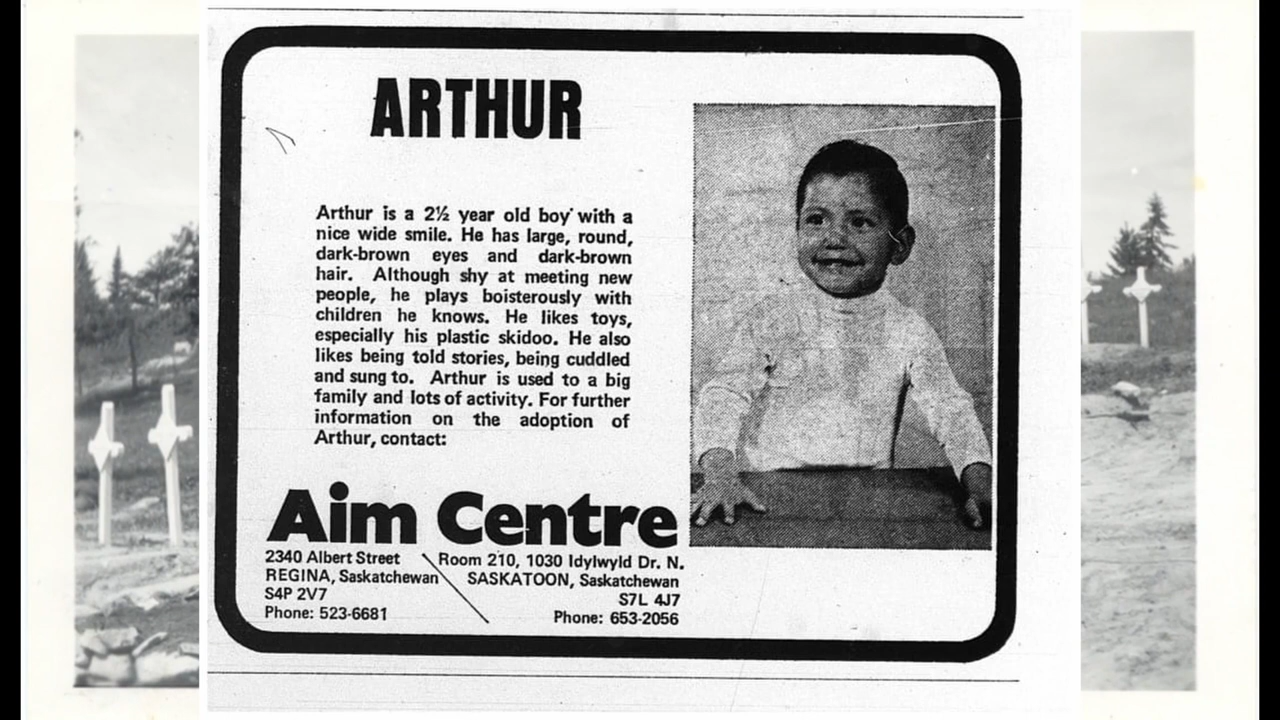 ARTHUR
Arthur is a 2½ year old boy with a
nice wide smile. He has large, round,
dark-brown eyes and dark-brown
hair. Although shy at meeting new
people, he plays boisterously with
children he knows. He likes toys,
especially his plastic skidoo. He also
likes being told stories, being cuddled
and sung to. Arthur is used to a big
family and lots of activity. For further
information on the adoption of
Arthur, contact:
Aim Centre
2340 Albert Street
REGINA, Saskatchewan
S4P 2V7
Phone: 523-6681
Room 210, 1030 Idylwyld Dr. N.
SASKATOON, Saskatchewan
S7L 4J7
Phone: 653-2056